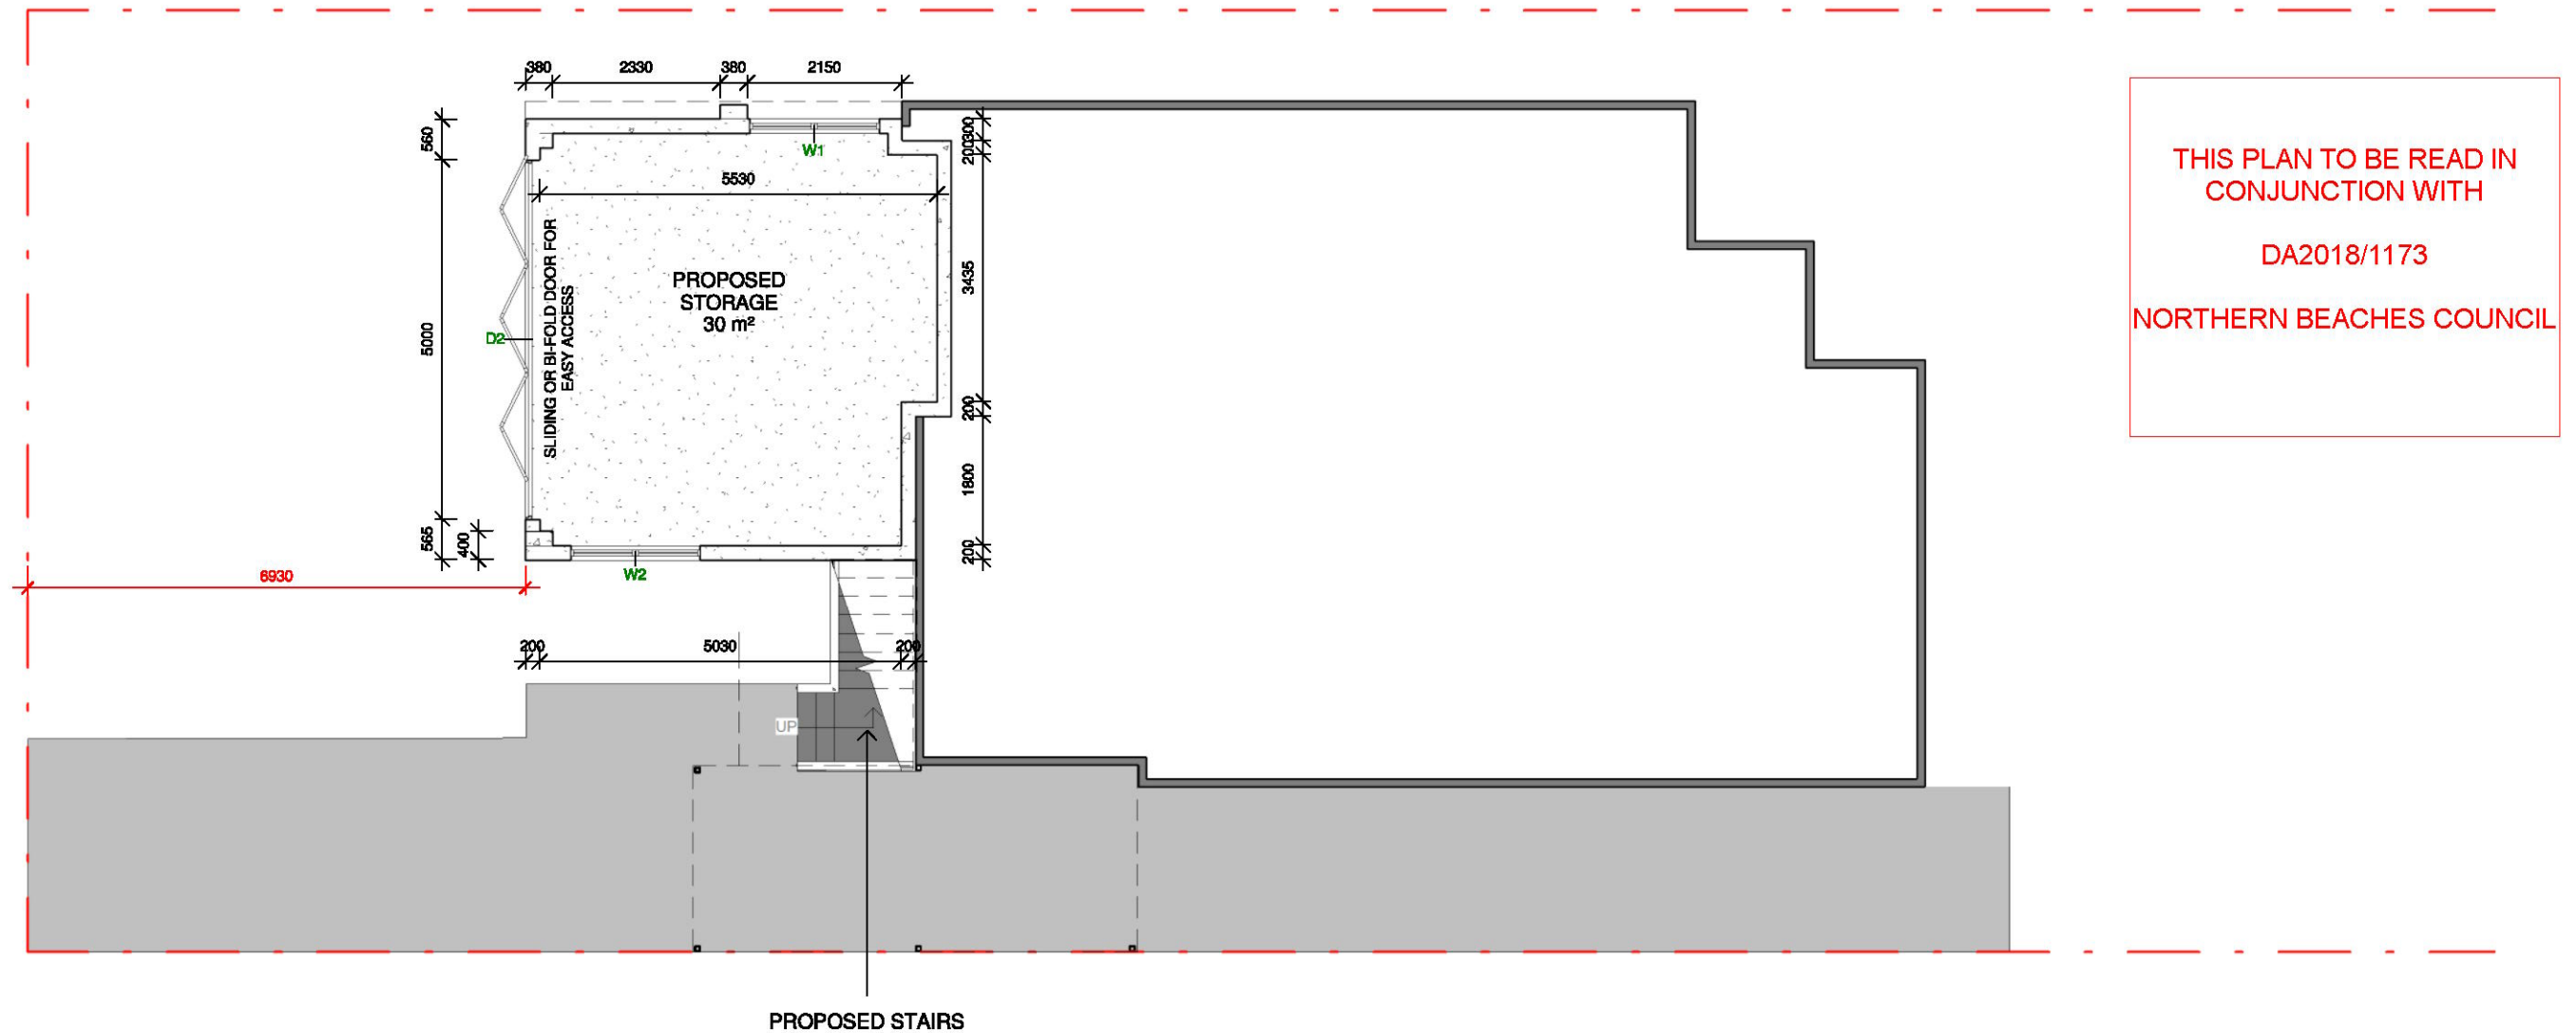 380
2330
380
2150
560
5000
565
400
200
300
3435
200
1800
200
W1
5530
SLIDING OR BI-FOLD DOOR FOR
EASY ACCESS
PROPOSED
STORAGE
30 m²
D2
W2
6930
200
5030
200
UP
PROPOSED STAIRS
THIS PLAN TO BE READ IN
CONJUNCTION WITH
DA2018/1173
NORTHERN BEACHES COUNCIL